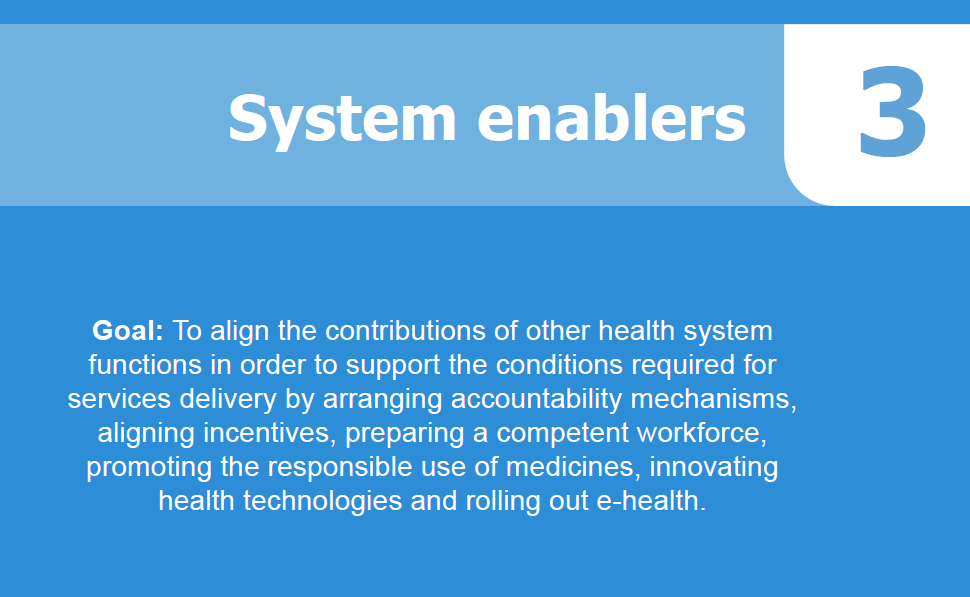 System enablers
3
Goal: To align the contributions of other health system
functions in order to support the conditions required for
services delivery by arranging accountability mechanisms,
aligning incentives, preparing a competent workforce,
promoting the responsible use of medicines, innovating
health technologies and rolling out e-health.